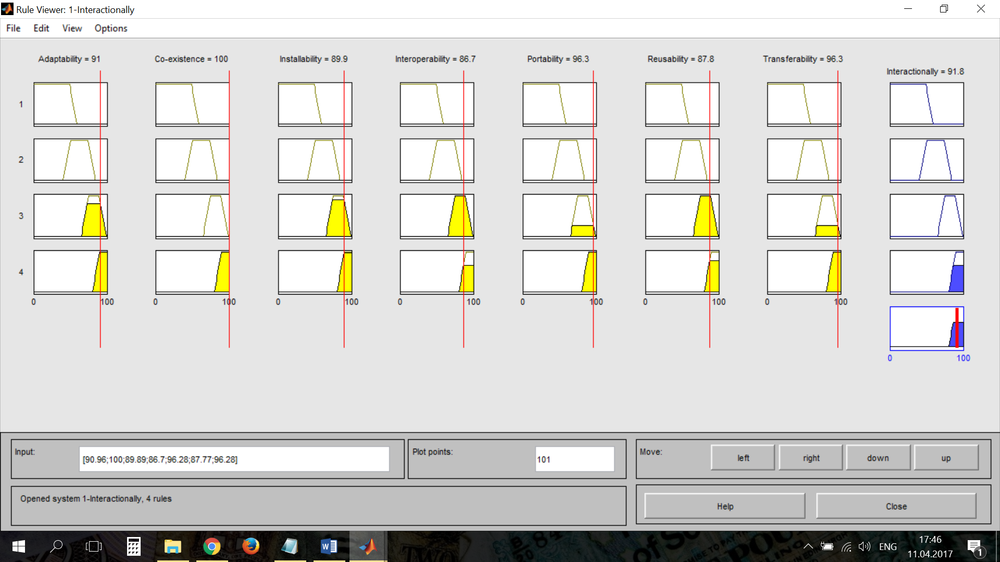 Rule Viewer: 1-Interactionally
File Edit View Options
Adaptability = 91 Co-existence = 100 Installability = 89.9 Interoperability = 86.7 Portability = 96.3 Reusability = 87.8 Transferability = 96.3
Interactionally = 91.8
1
2
3
4
0 100 0 100 0 100 0 100 0 100 0 100 0 100
0 100
Input: [90.96;100;89.89;86.7;96.28;87.77;96.28] Plot points: 101 Move: left right down up
Opened system 1-Interactionally, 4 rules Help Close
17:46
ENG
11.04.2017
1